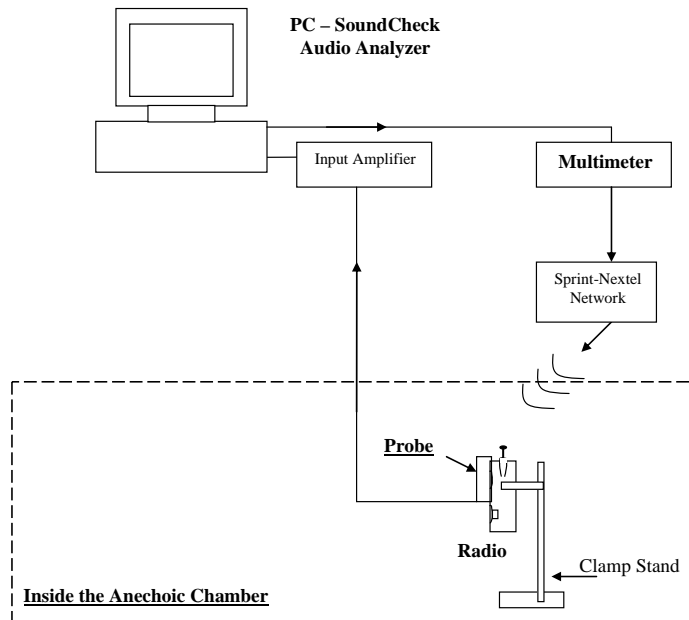 PC – SoundCheck
Audio Analyzer
Input Amplifier
Multimeter
Sprint-Nextel
Network
Probe
Radio
Clamp Stand
Inside the Anechoic Chamber